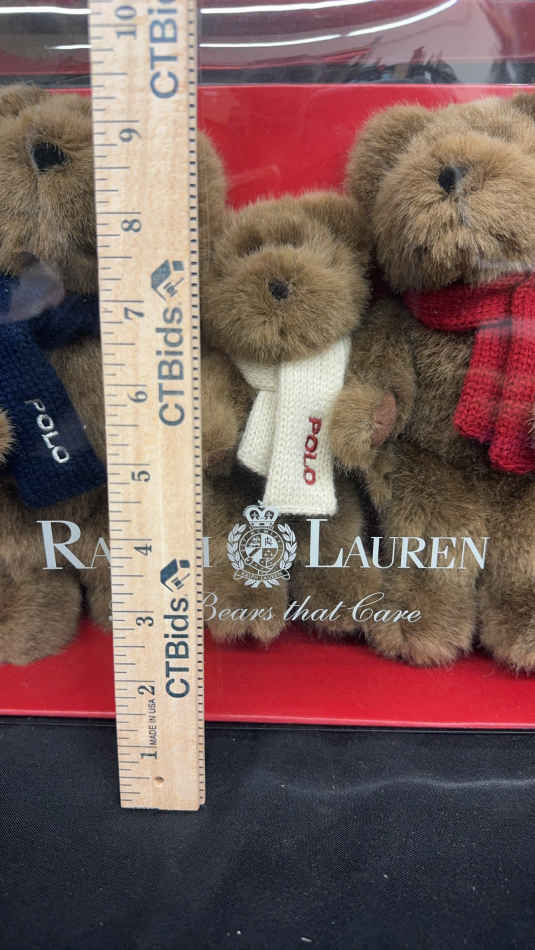 10
9
8
7
6
5
4
3
2
1
CTBids
CTBids
CTBi
MADE IN USA
POLO
POLO
RA LAUREN
Bears that Care